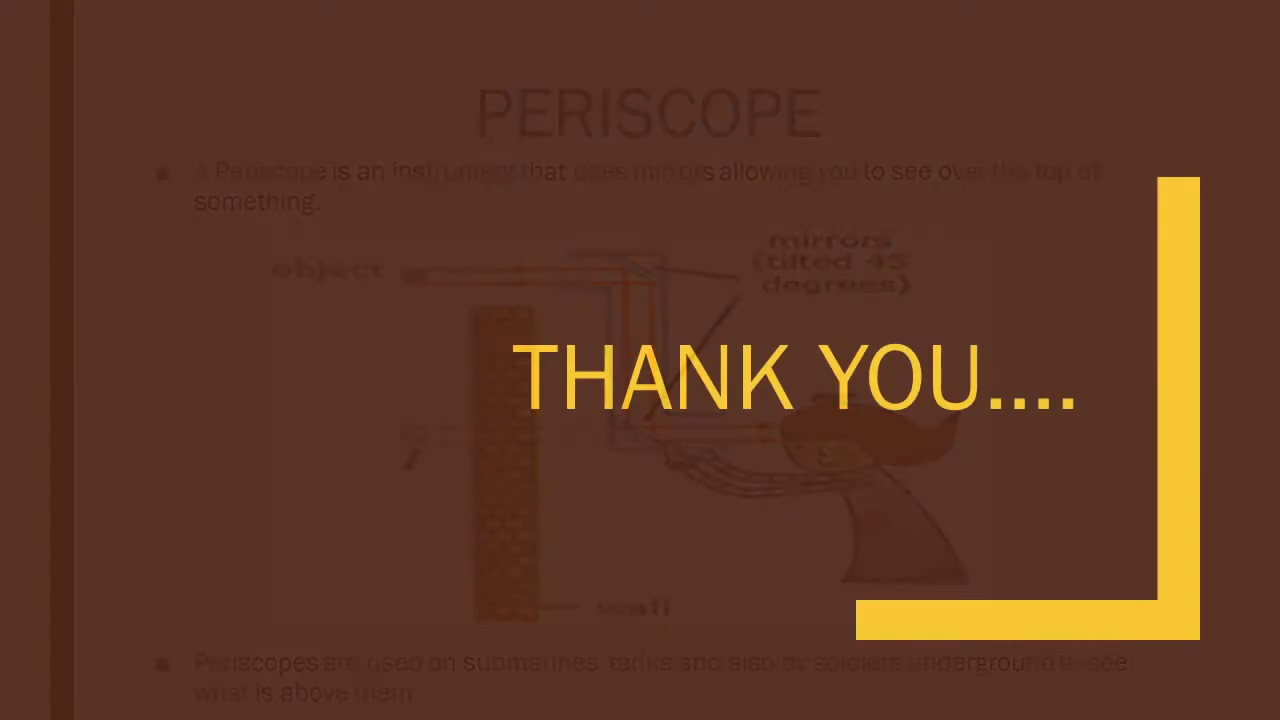 PERISCOPE
A Periscope is an instrument that uses mirrors allowing you to see over the top of
something.
mirrors
(tilted 45
degrees)
object
THANK YOU....
wall
Periscopes are used on submarines, tanks and also by soldiers underground to see
what is above them